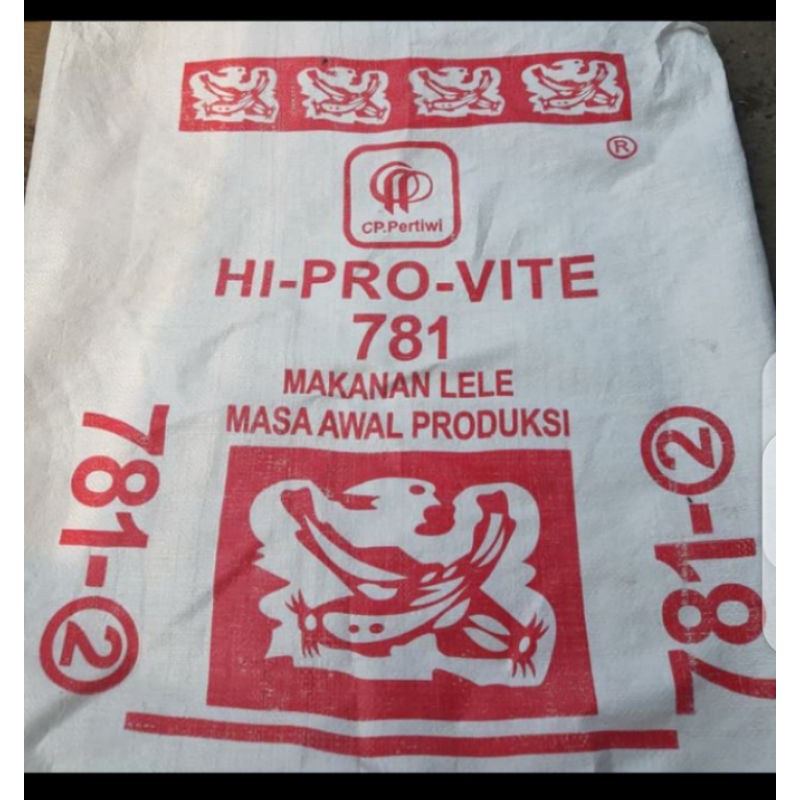 ®
CP.Pertiwi
HI-PRO-VITE
781
MAKANAN LELE
MASA AWAL PRODUKSI
781-②
781-②